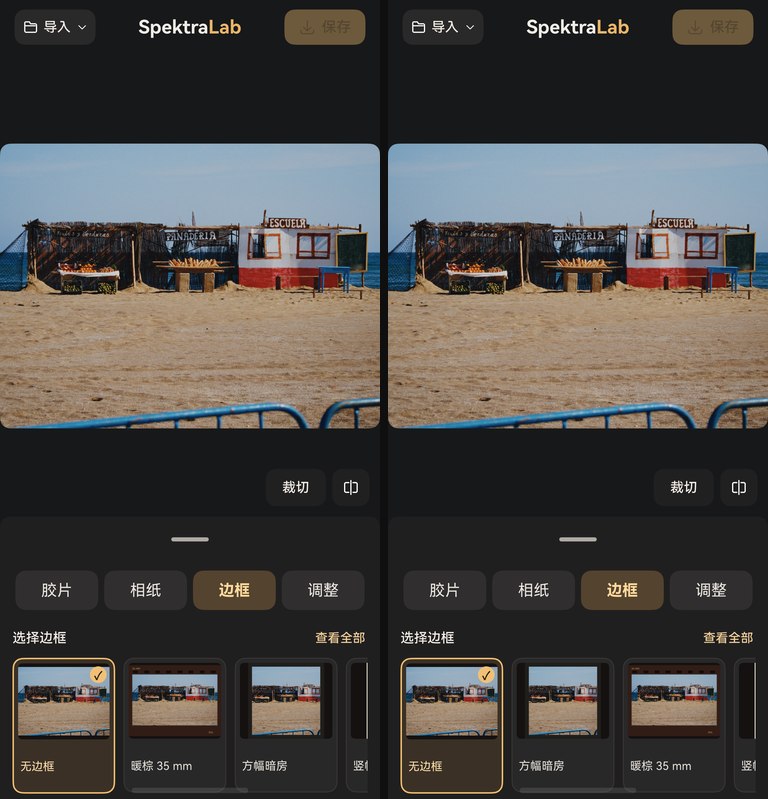 导入 SpektraLab 保存
ESCUELA
PANADERIA
裁切
胶片 相纸 边框 调整
选择边框 查看全部
无边框 暖棕 35 mm 方幅暗房
导入 SpektraLab 保存
ESCUELA
PANADERIA
裁切
胶片 相纸 边框 调整
选择边框 查看全部
无边框 方幅暗房 暖棕 35 mm